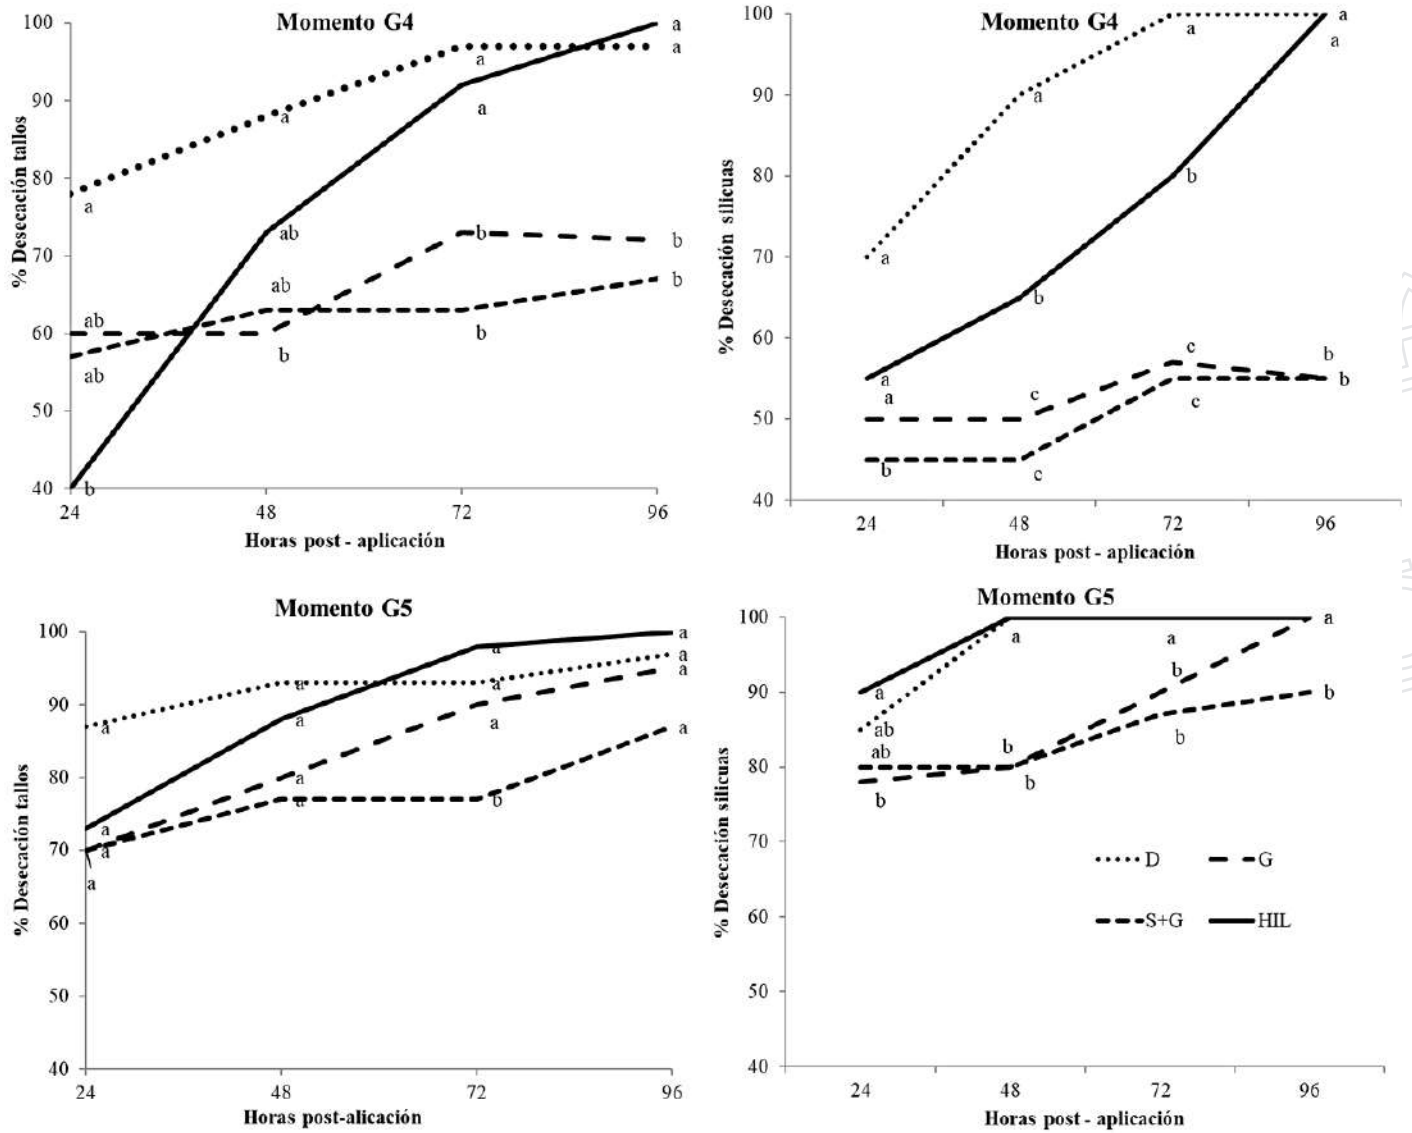 Momento G4
% Desecación tallos
100
90
80
70
60
50
40
a
a
a
a
a
a
a
ab
ab
b
b
ab
b
b
ab
b
b
24
48
72
96
Horas post - aplicación
Momento G4
% Desecación silicuas
100
90
80
70
60
50
40
a
a
a
a
a
b
b
a
a
c
c
b
b
b
c
c
24
48
72
96
Horas post - aplicación
Momento G5
% Desecación tallos
100
90
80
70
60
50
40
a
a
a
a
a
a
a
a
a
a
a
a
a
a
b
a
24
48
72
96
Horas post-alicación
Momento G5
% Desecación silicuas
100
90
80
70
60
50
40
a
a
a
a
b
b
ab
ab
b
b
b
b
D
G
S+G
HIL
24
48
72
96
Horas post - aplicación